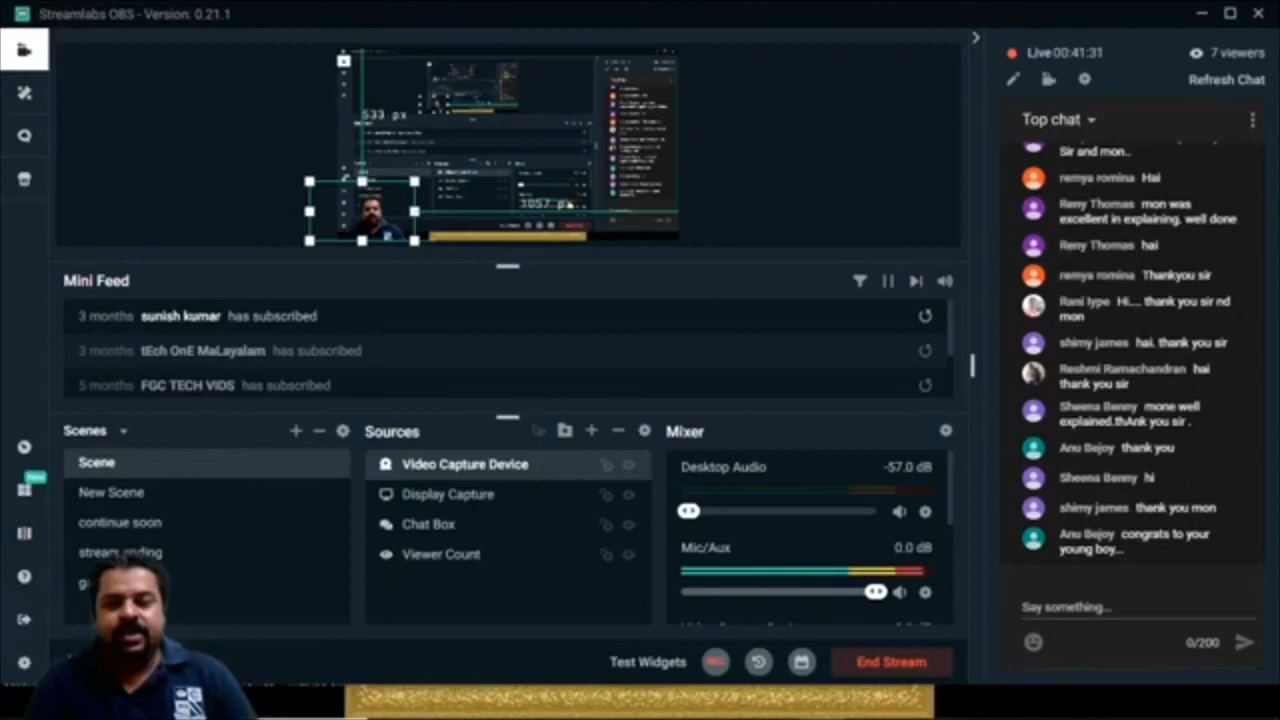 Streamlabs OBS - Version: 0.21.1
Live 00:41:31
7 viewers
Refresh Chat
Top chat
Sir and mon..
remya romina Hai
Reny Thomas mon was
excellent in explaining. well done
Reny Thomas hai
remya romina Thankyou sir
Rani Iype Hi.... thank you sir nd
mon
shimy james hai. thank you sir
Reshmi Ramachandran hai
thank you sir
Sheena Benny mone well
explained.thAnk you sir .
Anu Bejoy thank you
Sheena Benny hi
shimy james thank you mon
Anu Bejoy congrats to your
young boy...
Say something...
0/200
533 px
1057 px
Mini Feed
3 months sunish kumar has subscribed
3 months tEch OnE MaLayalam has subscribed
5 months FGC TECH VIDS has subscribed
Scenes
Scene
New Scene
continue soon
stream ending
Sources
Video Capture Device
Display Capture
Chat Box
Viewer Count
Mixer
Desktop Audio -57.0 dB
Mic/Aux 0.0 dB
New
Test Widgets
REC
End Stream